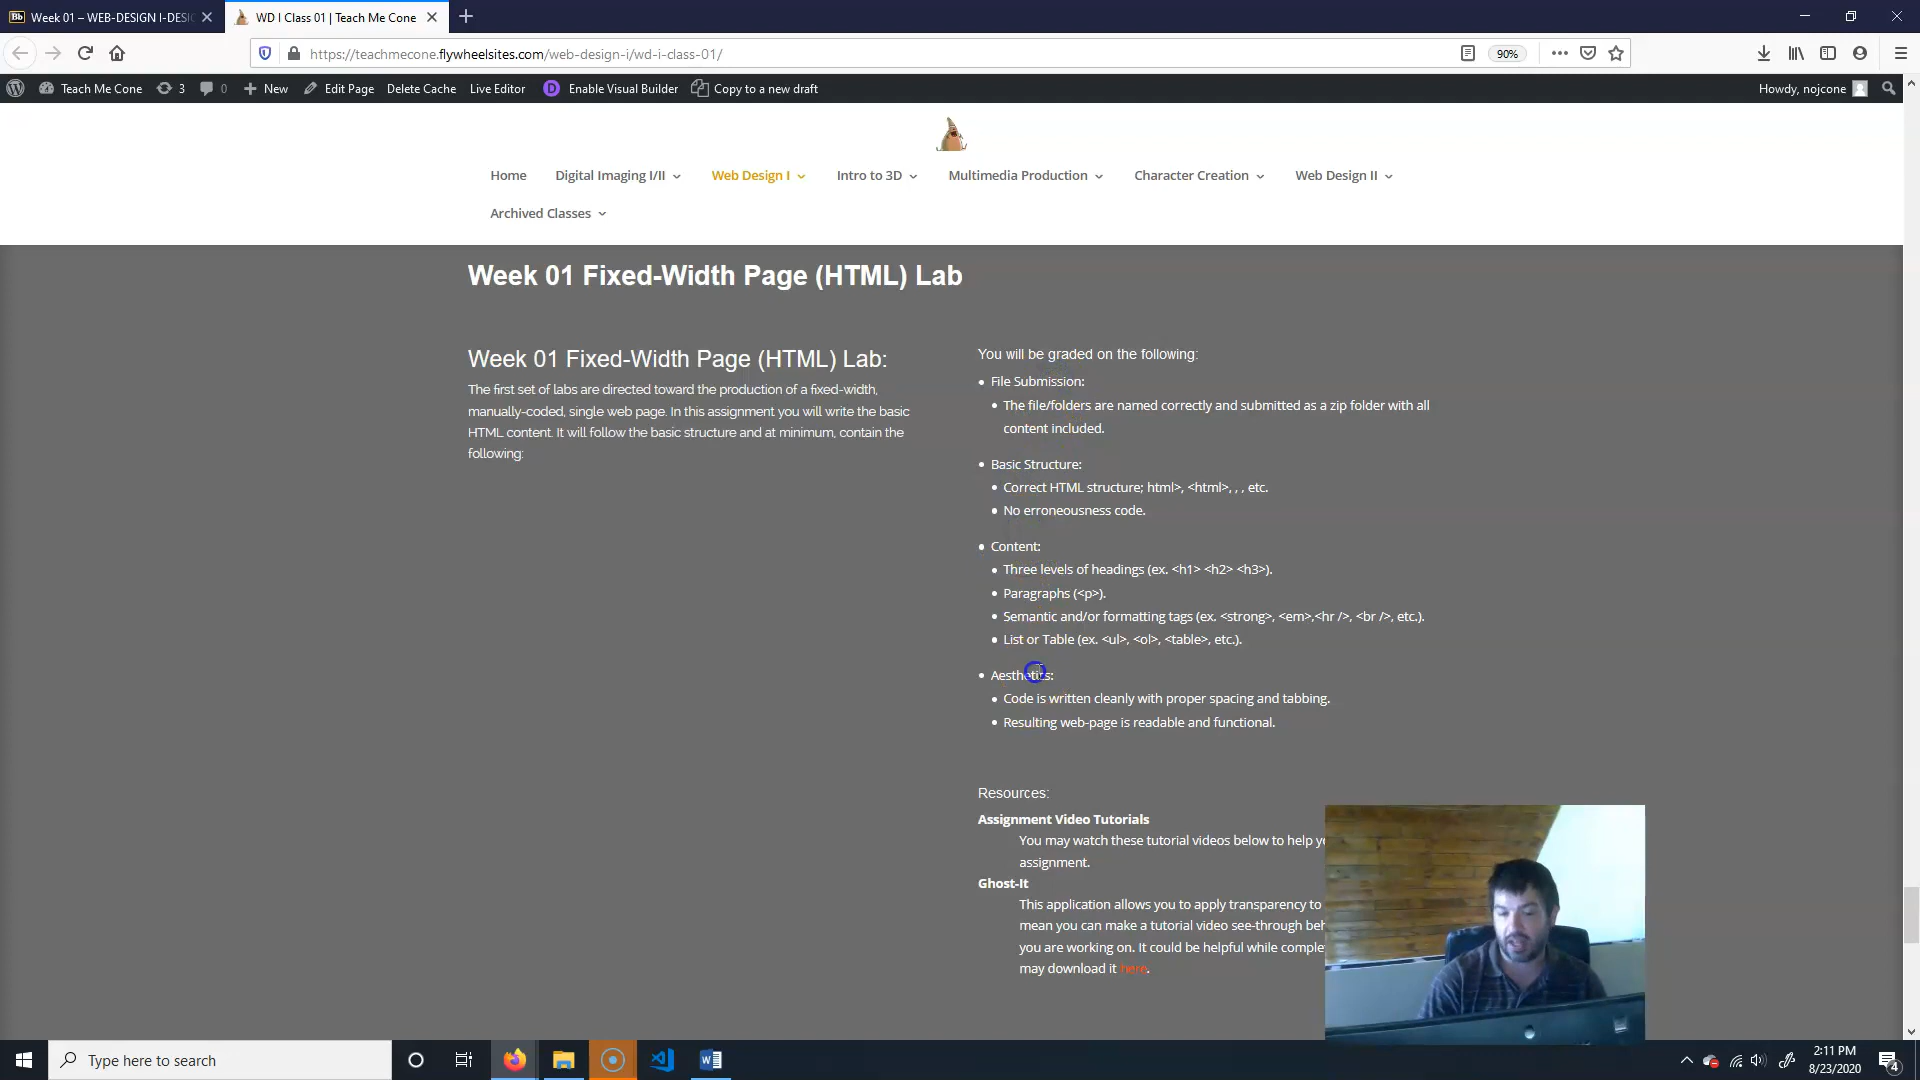 Week 01 – WEB-DESIGN I-DESI
WD I Class 01 | Teach Me Cone
https://teachmecone.flywheelsites.com/web-design-i/wd-i-class-01/
90%
Teach Me Cone
3
0
New
Edit Page
Delete Cache
Live Editor
Enable Visual Builder
Copy to a new draft
Howdy, nojcone
Home
Digital Imaging I/II
Web Design I
Intro to 3D
Multimedia Production
Character Creation
Web Design II
Archived Classes
Week 01 Fixed-Width Page (HTML) Lab
Week 01 Fixed-Width Page (HTML) Lab:
The first set of labs are directed toward the production of a fixed-width,
manually-coded, single web page. In this assignment you will write the basic
HTML content. It will follow the basic structure and at minimum, contain the
following:
You will be graded on the following:
• File Submission:
• The file/folders are named correctly and submitted as a zip folder with all
content included.
• Basic Structure:
• Correct HTML structure; html>, <html>, , , etc.
• No erroneousness code.
• Content:
• Three levels of headings (ex. <h1> <h2> <h3>).
• Paragraphs (<p>).
• Semantic and/or formatting tags (ex. <strong>, <em>,<hr />, <br />, etc.).
• List or Table (ex. <ul>, <ol>, <table>, etc.).
• Aesthetics:
• Code is written cleanly with proper spacing and tabbing.
• Resulting web-page is readable and functional.
Resources:
Assignment Video Tutorials
You may watch these tutorial videos below to help
assignment.
Ghost-It
This application allows you to apply transparency to
mean you can make a tutorial video see-through
you are working on. It could be helpful while
may download it here.
Type here to search
2:11 PM
8/23/2020
4